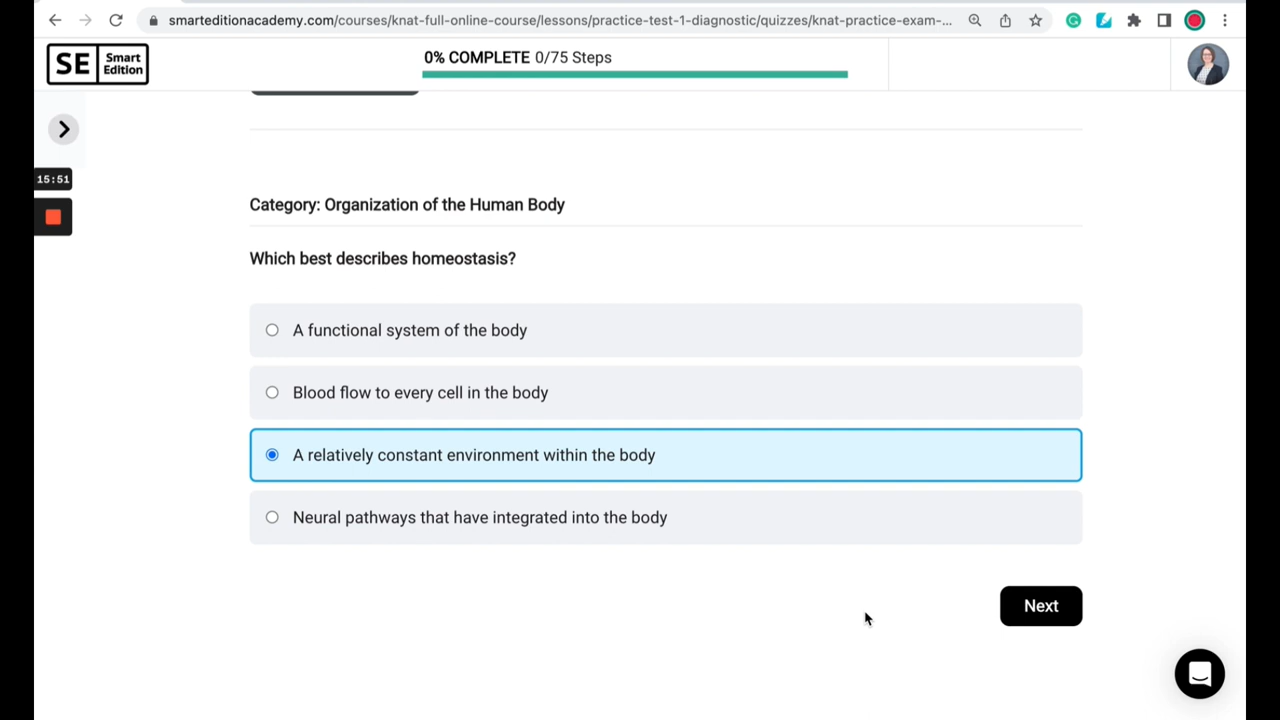 smarteditionacademy.com/courses/knat-full-online-course/lessons/practice-test-1-diagnostic/quizzes/knat-practice-exam-...
SE Smart Edition
0% COMPLETE 0/75 Steps
15:51
Category: Organization of the Human Body
Which best describes homeostasis?
A functional system of the body
Blood flow to every cell in the body
A relatively constant environment within the body
Neural pathways that have integrated into the body
Next